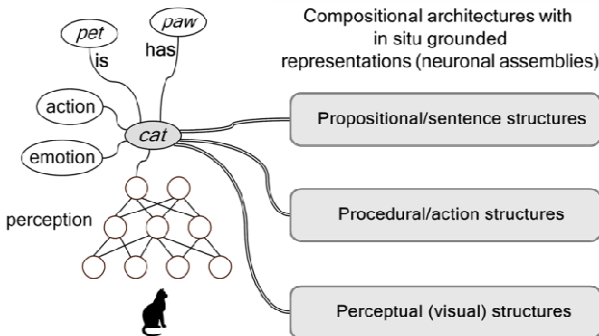 pet
paw
is
has
action
cat
emotion
perception
Compositional architectures with
in situ grounded
representations (neuronal assemblies)
Propositional/sentence structures
Procedural/action structures
Perceptual (visual) structures